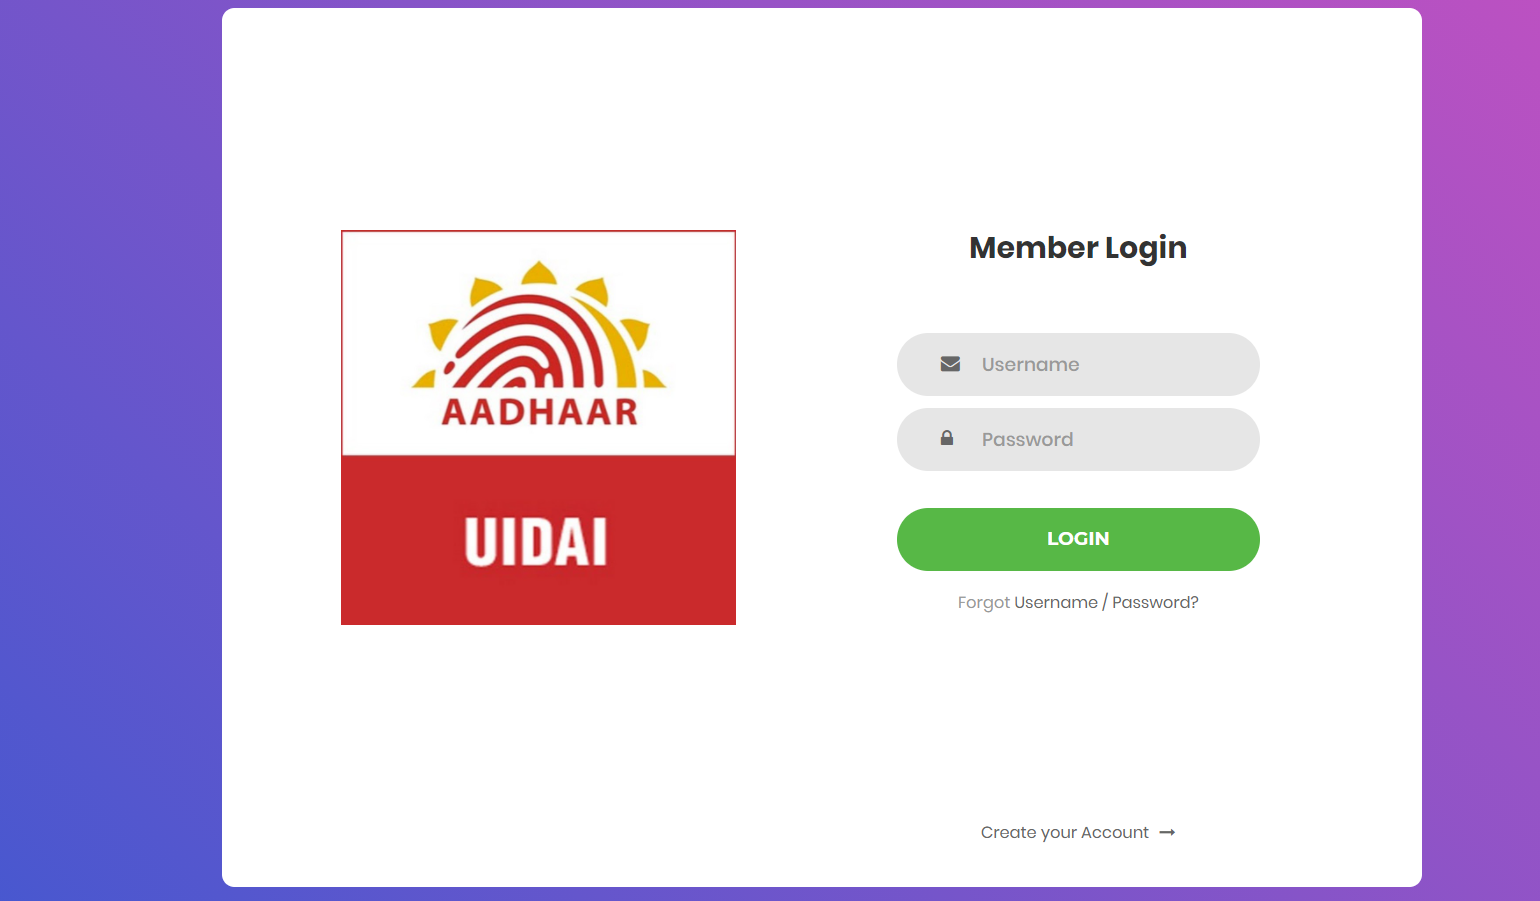 AADHAAR
UIDAI
Member Login
Username
Password
LOGIN
Forgot Username / Password?
Create your Account